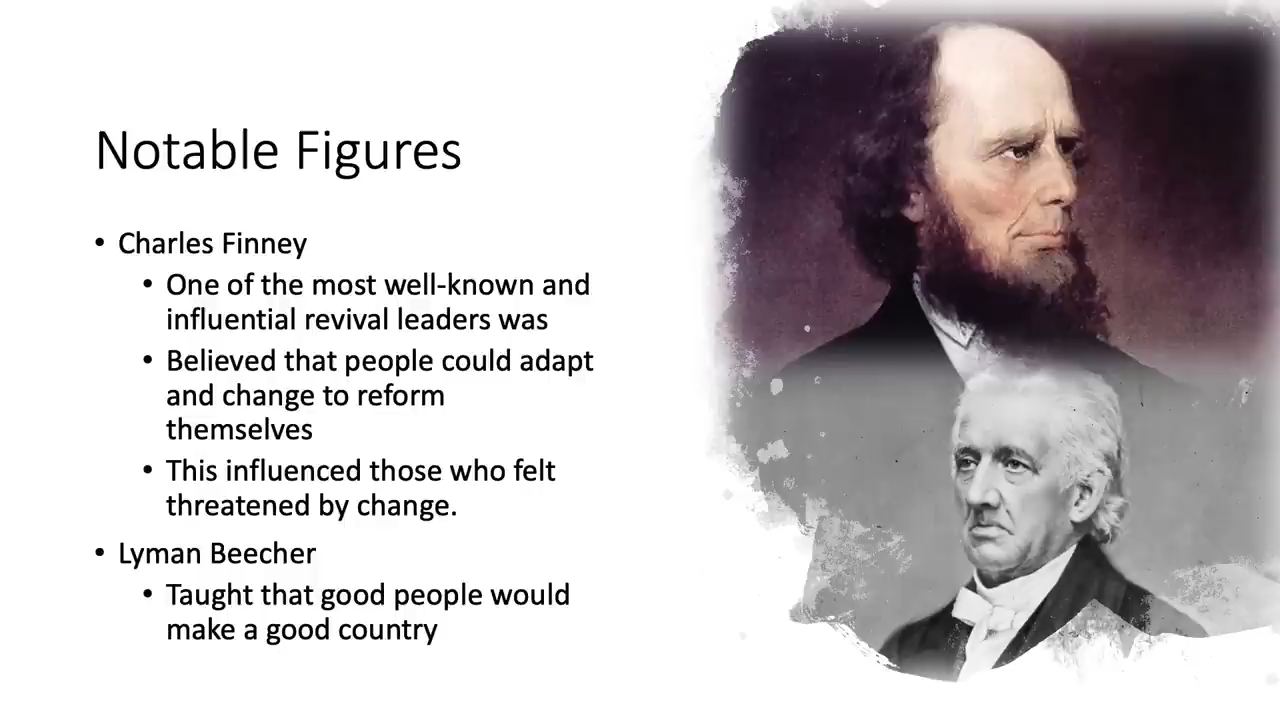 Notable Figures
• Charles Finney
• One of the most well-known and
influential revival leaders was
• Believed that people could adapt
and change to reform
themselves
• This influenced those who felt
threatened by change.
• Lyman Beecher
• Taught that good people would
make a good country